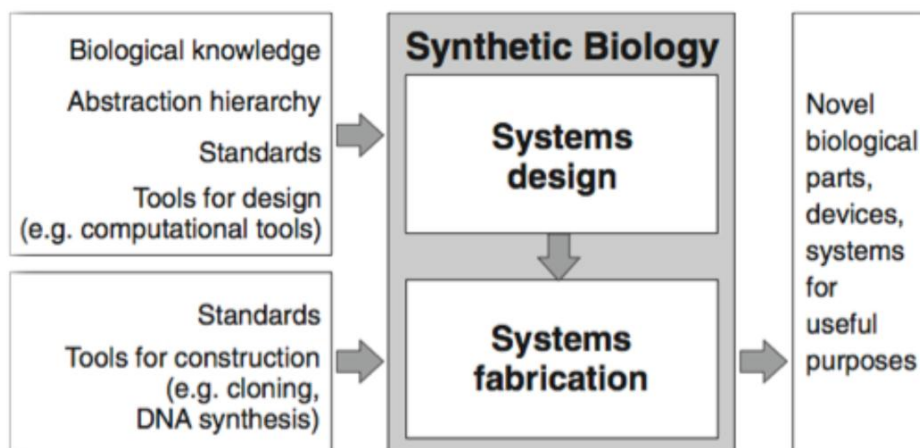 Biological knowledge
Abstraction hierarchy
Standards
Tools for design
(e.g. computational tools)
Standards
Tools for construction
(e.g. cloning,
DNA synthesis)
Synthetic Biology
Systems
design
Systems
fabrication
Novel
biological
parts,
devices,
systems
for
useful
purposes